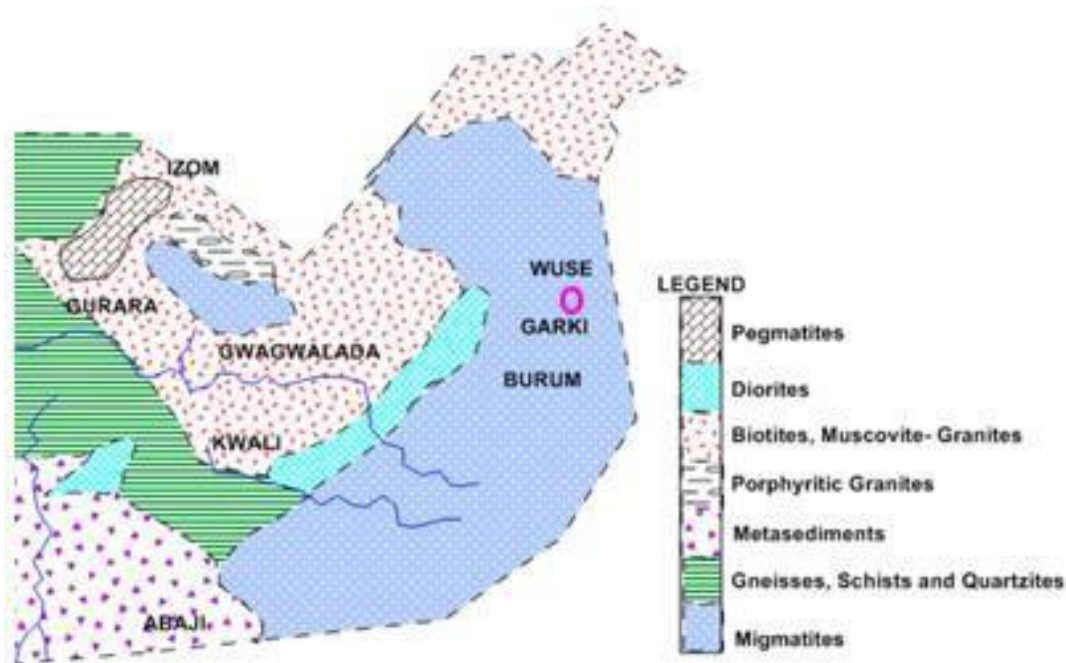 IZOM
WUSE
GARKI
GURARA
GWAGWALADA
BURUM
KWALI
ABAJI
LEGEND
Pegmatites
Diorites
Biotites, Muscovite- Granites
Porphyritic Granites
Metasediments
Gneisses, Schists and Quartzites
Migmatites